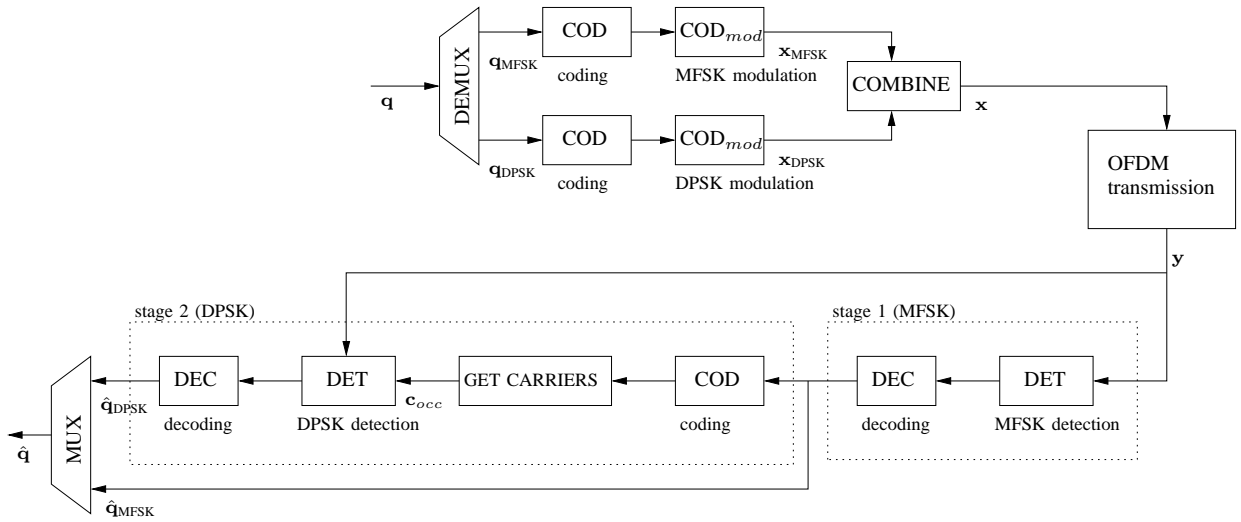 COD
COD_mod
q_MFSK
x_MFSK
coding
MFSK modulation
q
DEMUX
COMBINE
x
COD
COD_mod
q_DPSK
x_DPSK
coding
DPSK modulation
OFDM
transmission
y
stage 2 (DPSK)
stage 1 (MFSK)
DEC
DET
GET CARRIERS
COD
DEC
DET
q̂_DPSK
c_occ
decoding
DPSK detection
coding
decoding
MFSK detection
MUX
q̂
q̂_MFSK